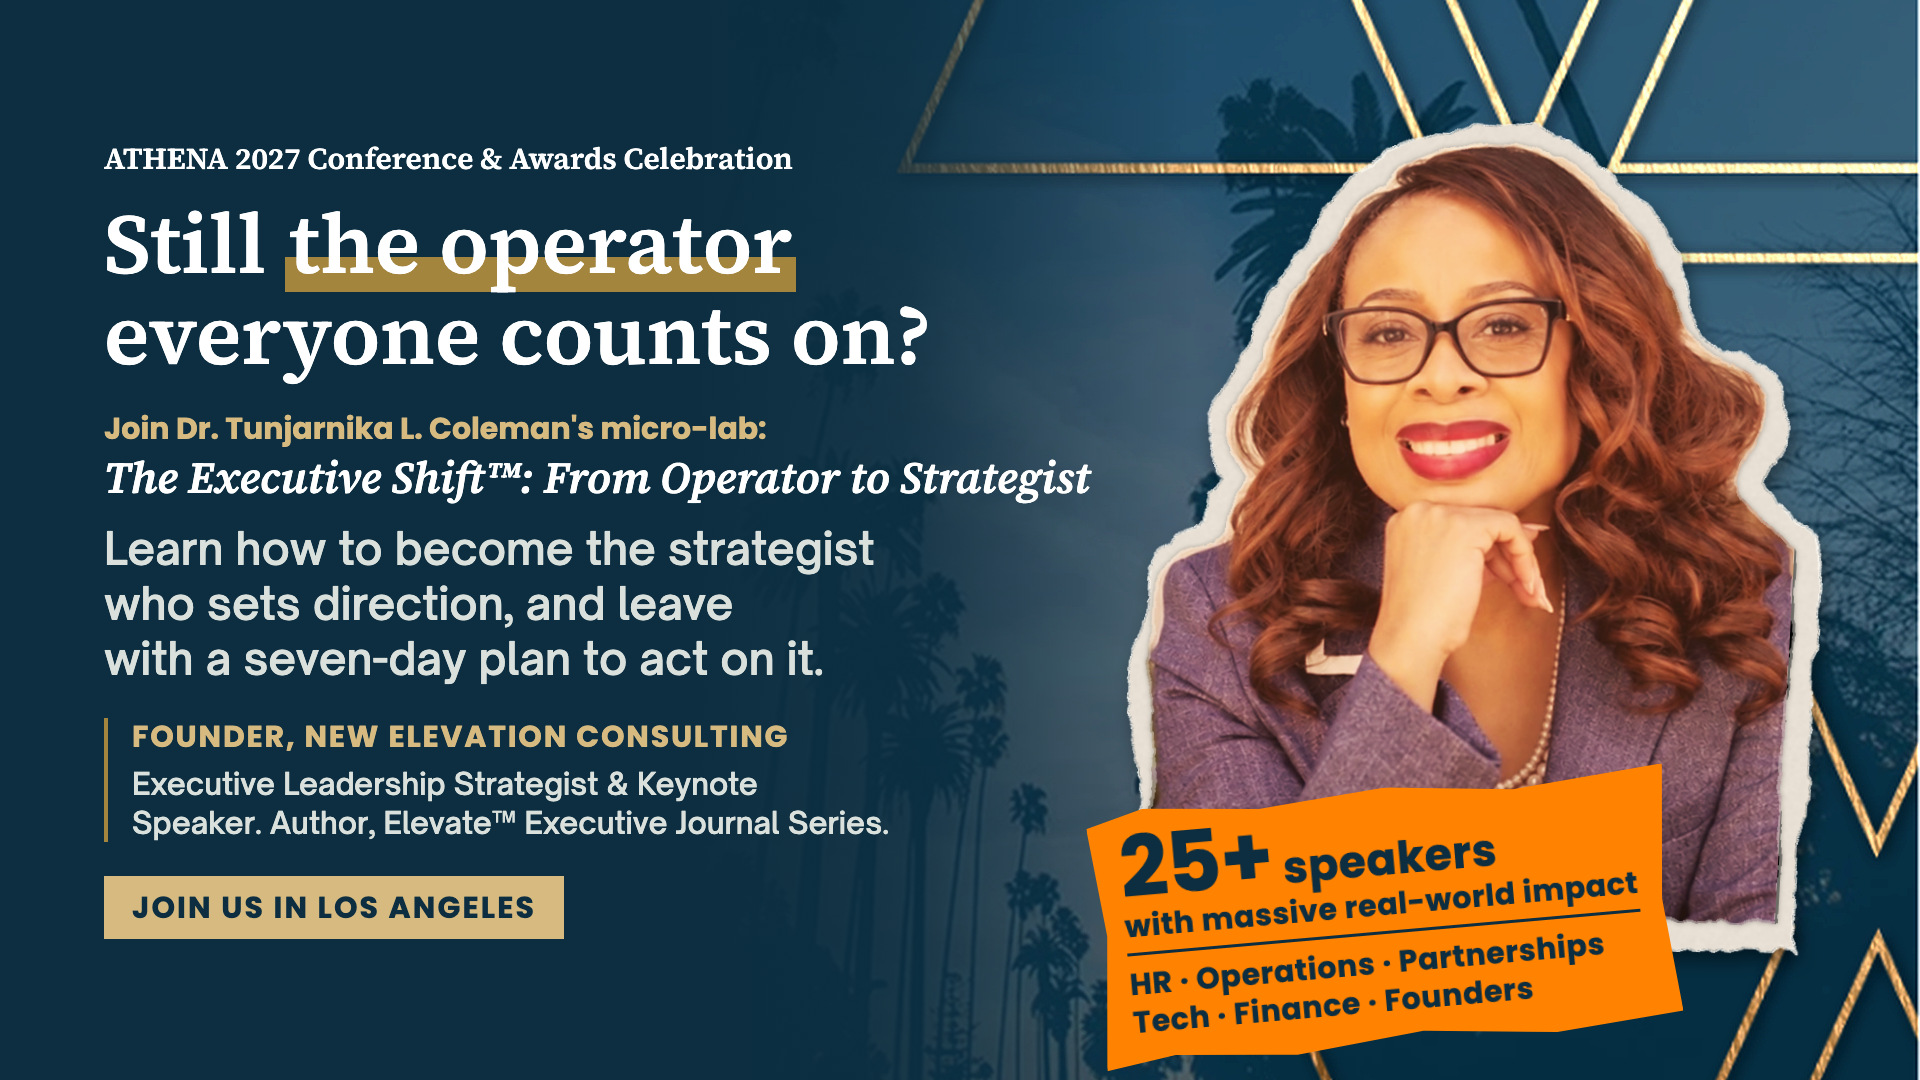 ATHENA 2027 Conference & Awards Celebration
Still the operator
everyone counts on?
Join Dr. Tunjarnika L. Coleman's micro-lab:
The Executive Shift™: From Operator to Strategist
Learn how to become the strategist
who sets direction, and leave
with a seven-day plan to act on it.
FOUNDER, NEW ELEVATION CONSULTING
Executive Leadership Strategist & Keynote
Speaker. Author, Elevate™ Executive Journal Series.
JOIN US IN LOS ANGELES
25+ speakers
with massive real-world impact
HR · Operations · Partnerships
Tech · Finance · Founders